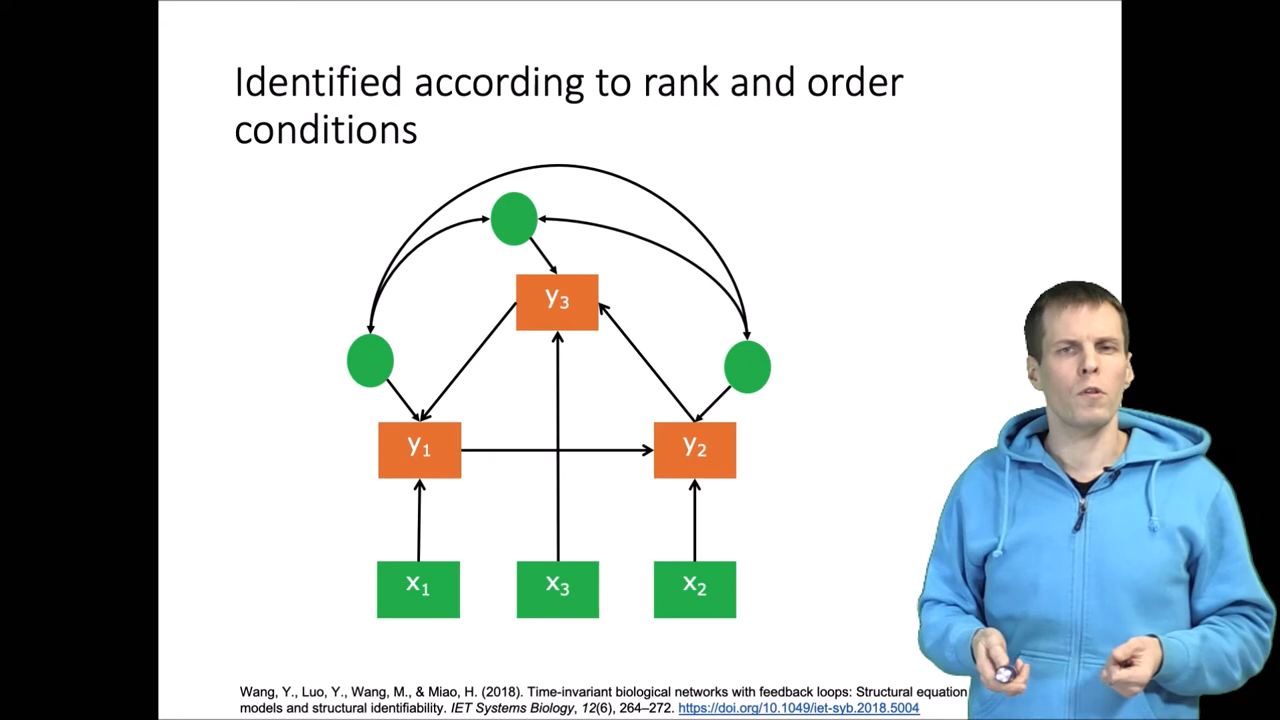 Identified according to rank and order
conditions
y₃
y₁
y₂
x₁
x₃
x₂
Wang, Y., Luo, Y., Wang, M., & Miao, H. (2018). Time-invariant biological networks with feedback loops: Structural equation
models and structural identifiability. IET Systems Biology, 12(6), 264–272. https://doi.org/10.1049/iet-syb.2018.5004